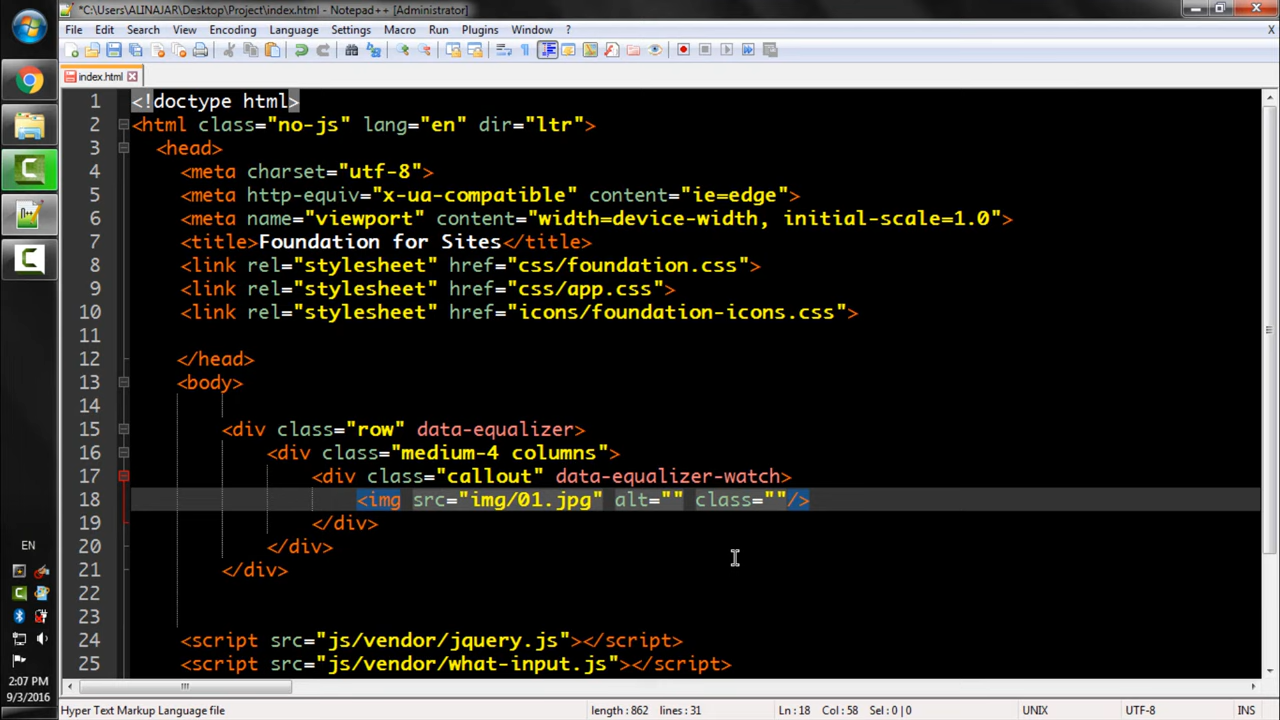 *C:\Users\ALINAJAR\Desktop\Project\index.html - Notepad++ [Administrator]
File Edit Search View Encoding Language Settings Macro Run Plugins Window ? X
index.html
1 <!doctype html>
2 <html class="no-js" lang="en" dir="ltr">
3 <head>
4 <meta charset="utf-8">
5 <meta http-equiv="x-ua-compatible" content="ie=edge">
6 <meta name="viewport" content="width=device-width, initial-scale=1.0">
7 <title>Foundation for Sites</title>
8 <link rel="stylesheet" href="css/foundation.css">
9 <link rel="stylesheet" href="css/app.css">
10 <link rel="stylesheet" href="icons/foundation-icons.css">
11
12 </head>
13 <body>
14
15 <div class="row" data-equalizer>
16 <div class="medium-4 columns">
17 <div class="callout" data-equalizer-watch>
18 <img src="img/01.jpg" alt="" class=""/>
19 </div>
20 </div>
21 </div>
22
23
24 <script src="js/vendor/jquery.js"></script>
25 <script src="js/vendor/what-input.js"></script>
EN
2:07 PM
9/3/2016
Hyper Text Markup Language file length : 862 lines : 31 Ln : 18 Col : 58 Sel : 0 | 0 UNIX UTF-8 INS